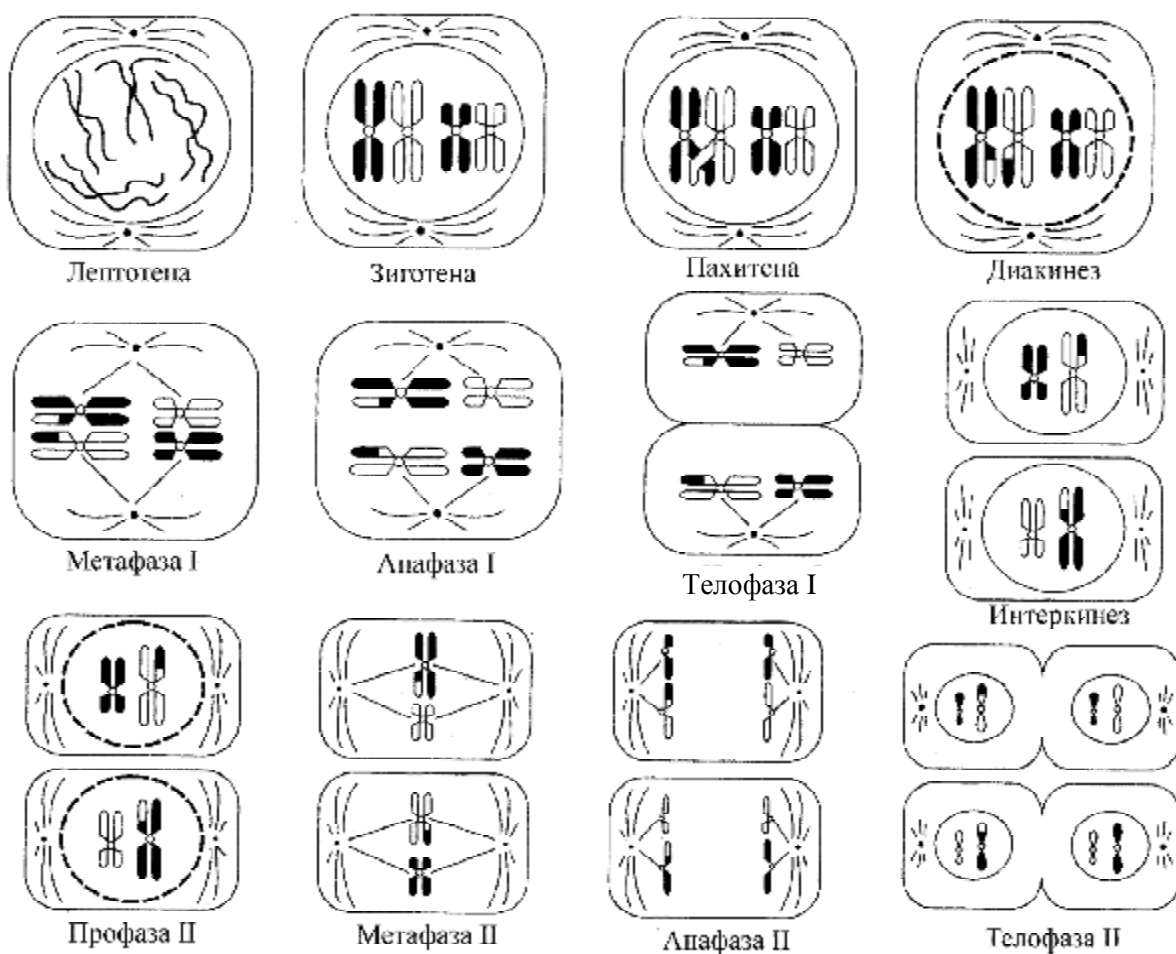 Лептотена
Зиготена
Пахитена
Диакинез
Метафаза I
Анафаза I
Телофаза I
Интеркинез
Профаза II
Метафаза II
Анафаза II
Телофаза II